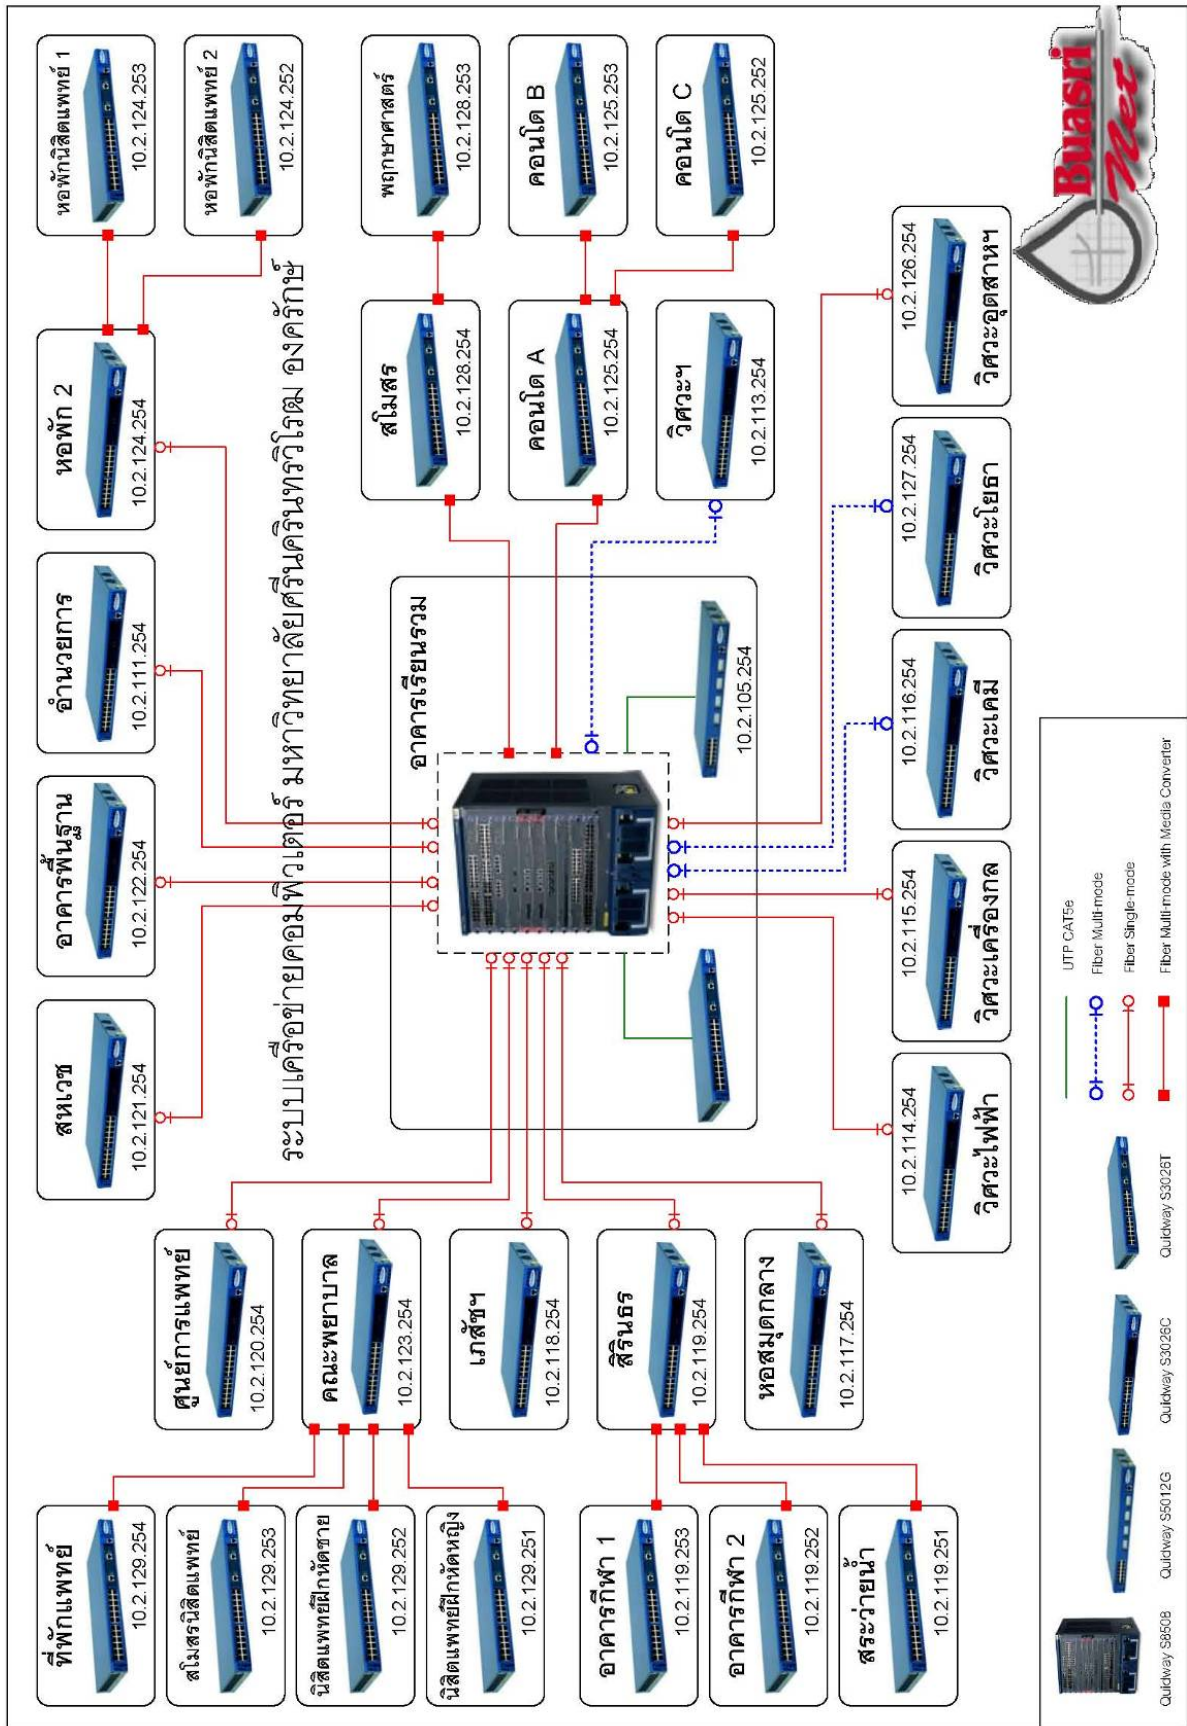 ระบบเครือข่ายคอมพิวเตอร์ มหาวิทยาลัยศรีนครินทรวิโรฒ องครักษ์
สหเวช
10.2.121.254
อาคารพื้นฐาน
10.2.122.254
อำนวยการ
10.2.111.254
หอพัก 2
10.2.124.254
หอพักนิสิตแพทย์ 1
10.2.124.253
หอพักนิสิตแพทย์ 2
10.2.124.252
ศูนย์การแพทย์
10.2.120.254
คณะพยาบาล
10.2.123.254
เภสัชฯ
10.2.118.254
สิรินธร
10.2.119.254
หอสมุดกลาง
10.2.117.254
ที่พักแพทย์
10.2.129.254
สโมสรนิสิตแพทย์
10.2.129.253
นิสิตแพทย์ฝึกหัดชาย
10.2.129.252
นิสิตแพทย์ฝึกหัดหญิง
10.2.129.251
อาคารกีฬา 1
10.2.119.253
อาคารกีฬา 2
10.2.119.252
สระว่ายน้ำ
10.2.119.251
อาคารเรียนรวม
10.2.105.254
สโมสร
10.2.128.254
พฤกษาศาสตร์
10.2.128.253
คอนโด A
10.2.125.254
คอนโด B
10.2.125.253
คอนโด C
10.2.125.252
วิศวะฯ
10.2.113.254
10.2.114.254
วิศวะไฟฟ้า
10.2.115.254
วิศวะเครื่องกล
10.2.116.254
วิศวะเคมี
10.2.127.254
วิศวะโยธา
10.2.126.254
วิศวะอุตสาหฯ
Quidway S8508
Quidway S5012G
Quidway S3026C
Quidway S3026T
UTP CAT5e
Fiber Multi-mode
Fiber Single-mode
Fiber Multi-mode with Media Converter
Buasri
Net